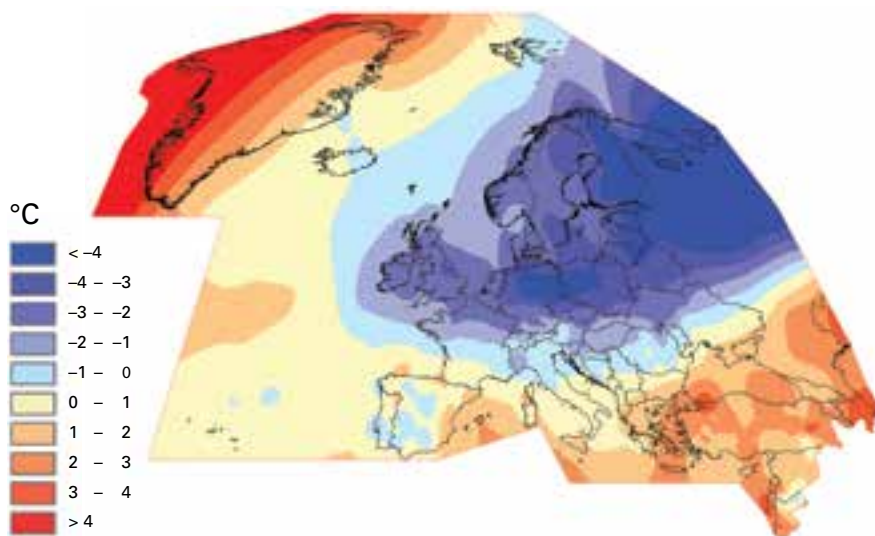 °C
< –4
–4 – –3
–3 – –2
–2 – –1
–1 – 0
0 – 1
1 – 2
2 – 3
3 – 4
> 4